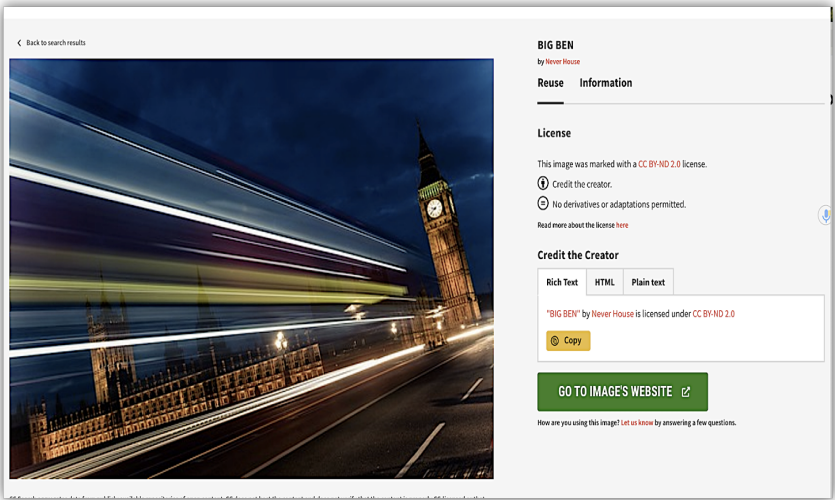 Back to search results
BIG BEN
by Never House
Reuse Information
License
This image was marked with a CC BY-ND 2.0 license.
Credit the creator.
No derivatives or adaptations permitted.
Read more about the license here
Credit the Creator
Rich Text HTML Plain text
"BIG BEN" by Never House is licensed under CC BY-ND 2.0
Copy
GO TO IMAGE'S WEBSITE
How are you using this image? Let us know by answering a few questions.